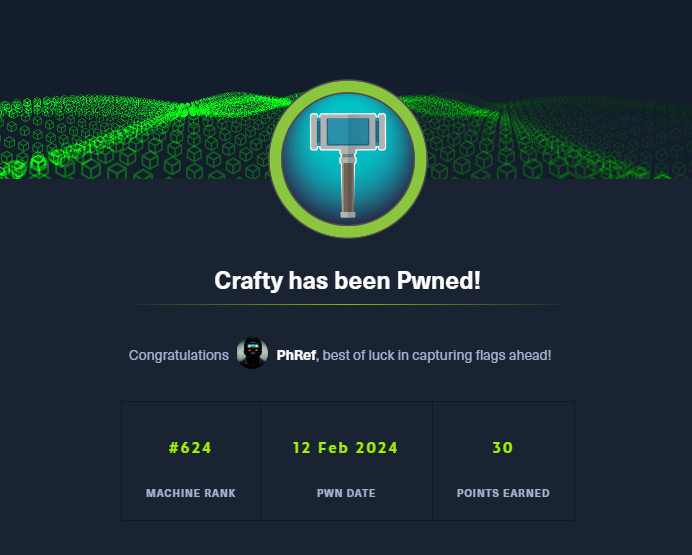 Crafty has been Pwned!
Congratulations PhRef, best of luck in capturing flags ahead!
#624 12 Feb 2024 30
MACHINE RANK PWN DATE POINTS EARNED